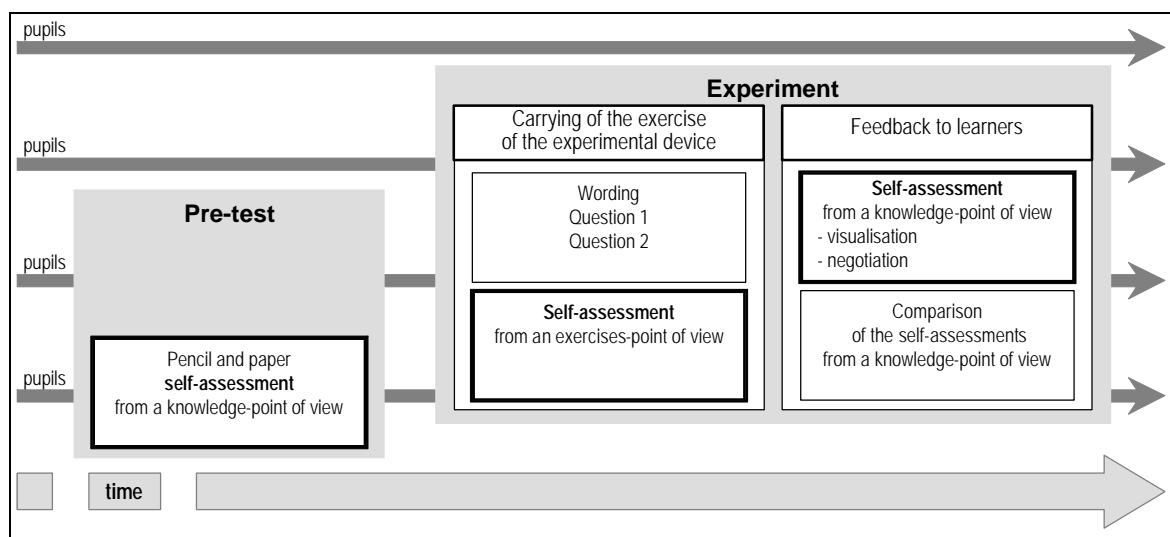 pupils
Experiment
Carrying of the exercise
of the experimental device
Feedback to learners
pupils
Wording
Question 1
Question 2
Self-assessment
from a knowledge-point of view
- visualisation
- negotiation
Pre-test
pupils
Self-assessment
from an exercises-point of view
Comparison
of the self-assessments
from a knowledge-point of view
pupils
Pencil and paper
self-assessment
from a knowledge-point of view
time